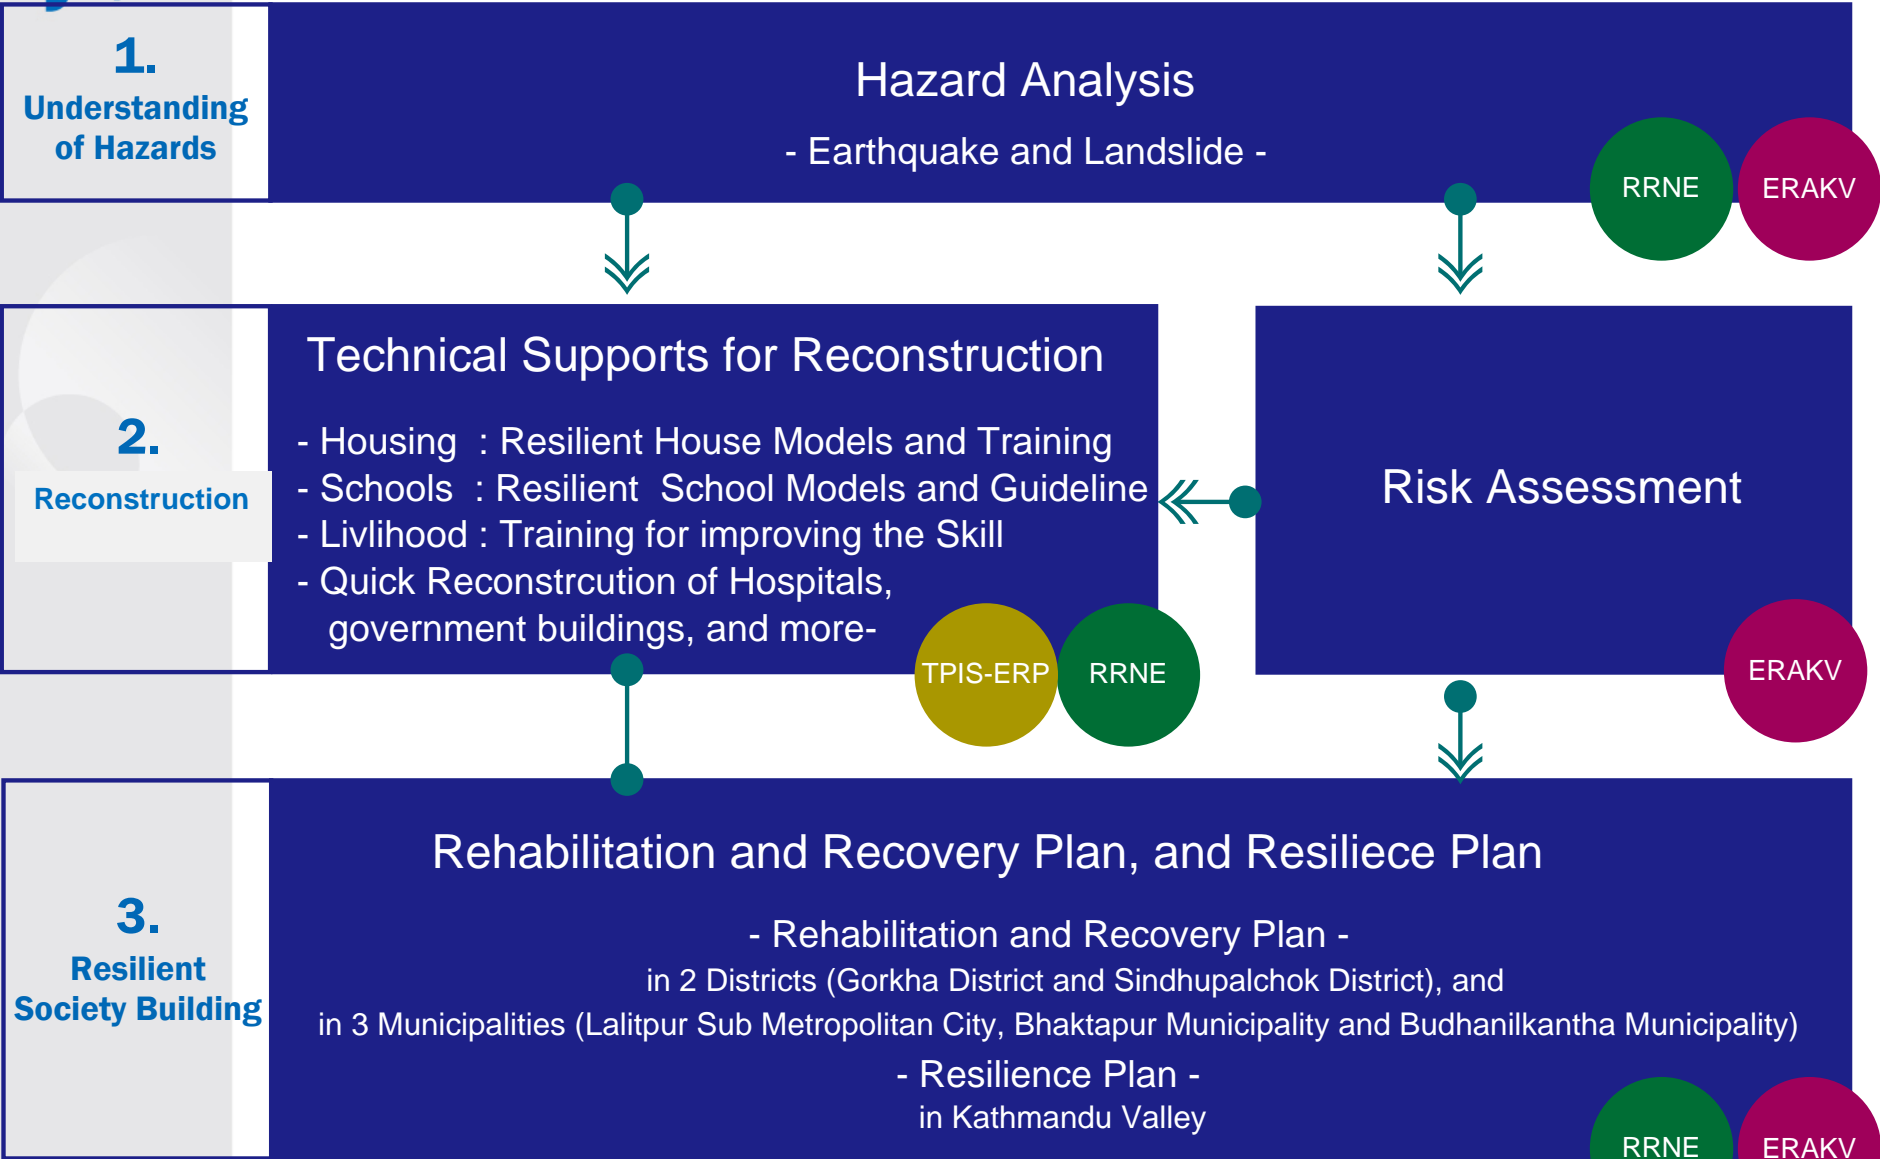 1.
Understanding
of Hazards
Hazard Analysis
- Earthquake and Landslide -
RRNE
ERAKV
2.
Reconstruction
Technical Supports for Reconstruction
- Housing : Resilient House Models and Training
- Schools : Resilient School Models and Guideline
- Livlihood : Training for improving the Skill
- Quick Reconstrcution of Hospitals,
government buildings, and more-
TPIS-ERP
RRNE
Risk Assessment
ERAKV
3.
Resilient
Society Building
Rehabilitation and Recovery Plan, and Resiliece Plan
- Rehabilitation and Recovery Plan -
in 2 Districts (Gorkha District and Sindhupalchok District), and
in 3 Municipalities (Lalitpur Sub Metropolitan City, Bhaktapur Municipality and Budhanilkantha Municipality)
- Resilience Plan -
in Kathmandu Valley
RRNE
ERAKV